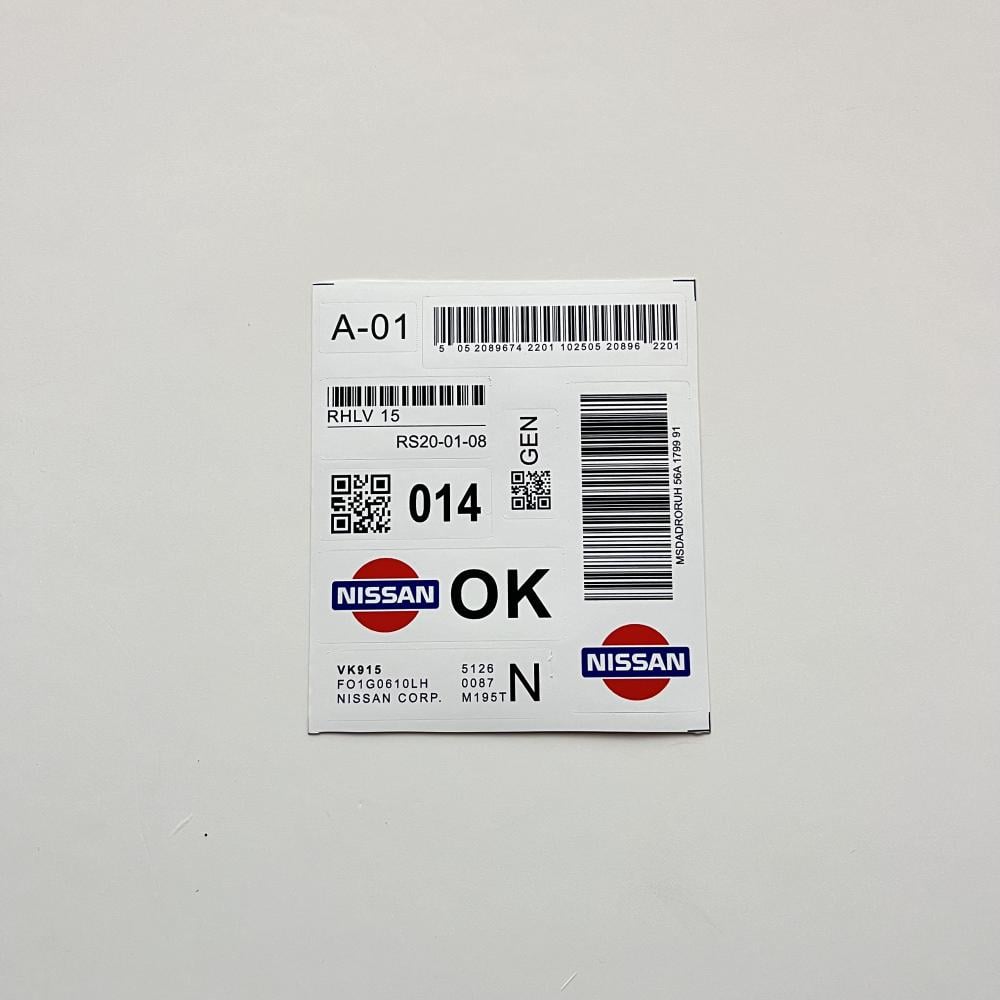 A-01
5 05 2089674 2201 102505 20896 2201
RHLV 15
RS20-01-08
GEN
014
MSDADRORUH 56A 1799 91
NISSAN OK
NISSAN
VK915 5126
FO1G0610LH 0087
NISSAN CORP. M195T N